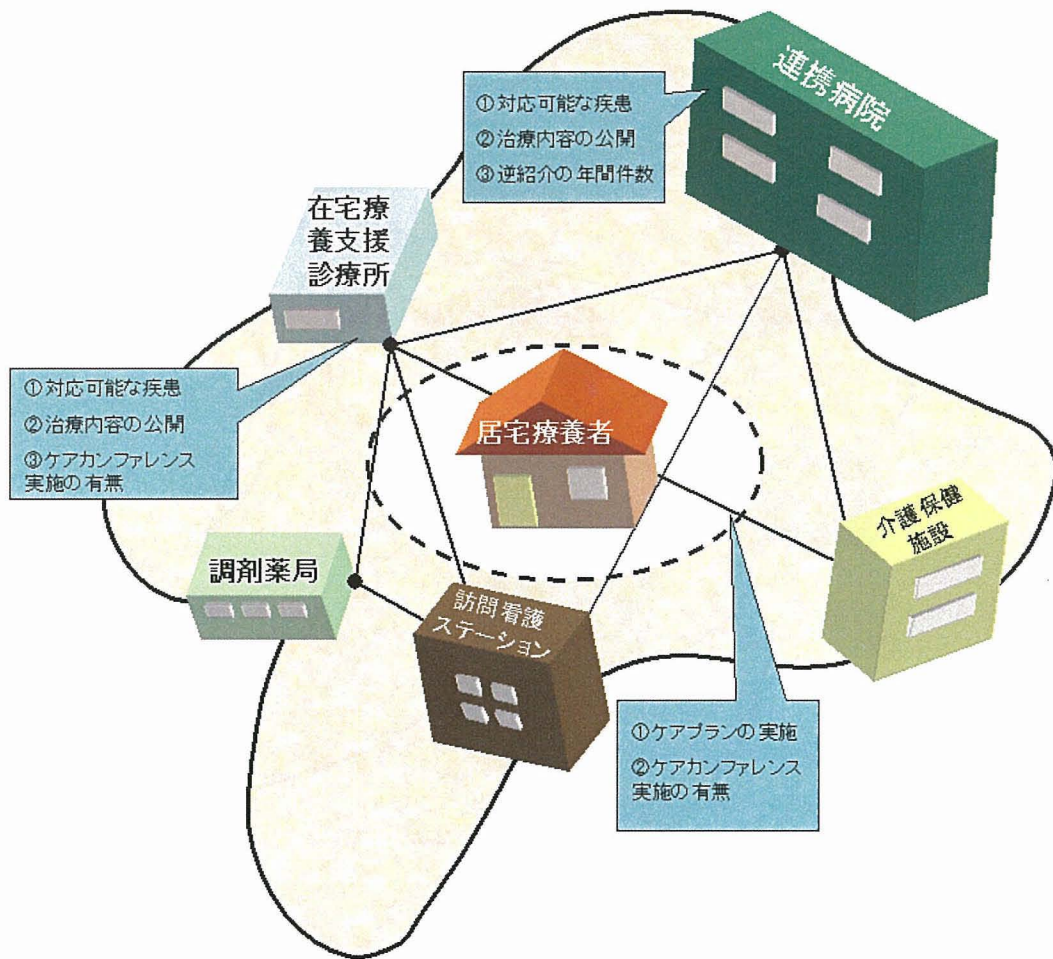 連携病院
①対応可能な疾患
②治療内容の公開
③逆紹介の年間件数
在宅療
養支援
診療所
①対応可能な疾患
②治療内容の公開
③ケアカンファレンス
実施の有無
居宅療養者
介護保健
施設
調剤薬局
訪問看護
ステーション
①ケアプランの実施
②ケアカンファレンス
実施の有無